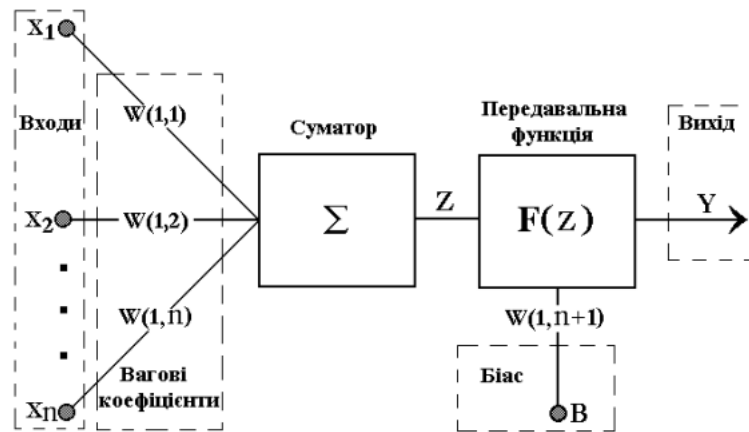 X1
Входи
W(1,1)
X2
W(1,2)
W(1,n)
Xn
Вагові
коефіцієнти
Суматор
Σ
Z
Передавальна
функція
F(Z)
W(1,n+1)
Біас
B
Вихід
Y